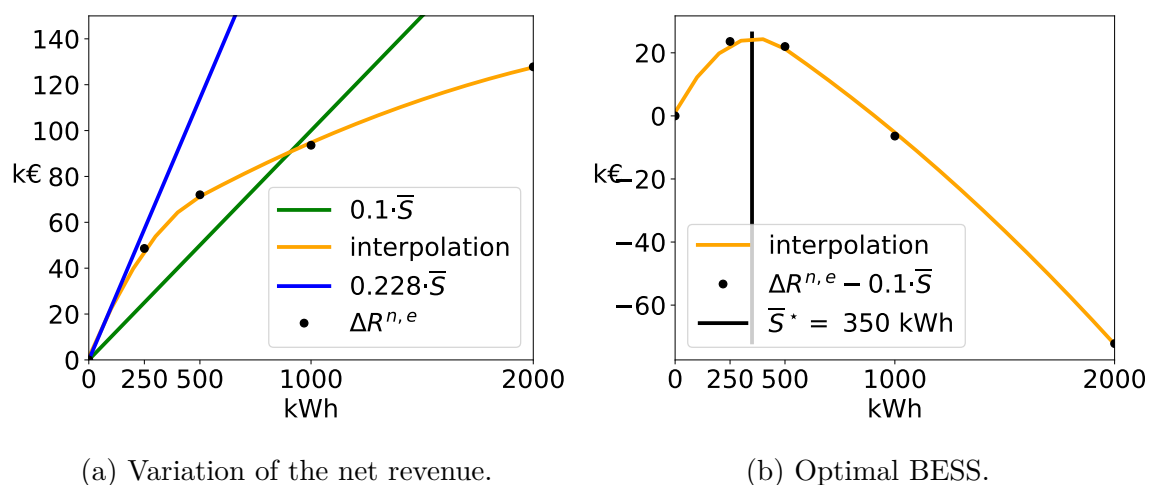 140
120
100
80
k€
60
40
20
0
0.1·S̅
interpolation
0.228·S̅
ΔRⁿ,ᵉ
0 250 500 1000 2000
kWh
(a) Variation of the net revenue.
20
0
k€
−20
−40
−60
interpolation
ΔRⁿ,ᵉ − 0.1·S̅
S̅⋆ = 350 kWh
0 250 500 1000 2000
kWh
(b) Optimal BESS.